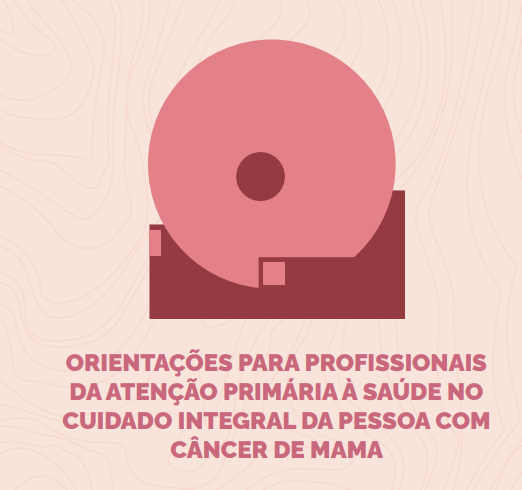 ORIENTAÇÕES PARA PROFISSIONAIS
DA ATENÇÃO PRIMÁRIA À SAÚDE NO
CUIDADO INTEGRAL DA PESSOA COM
CÂNCER DE MAMA